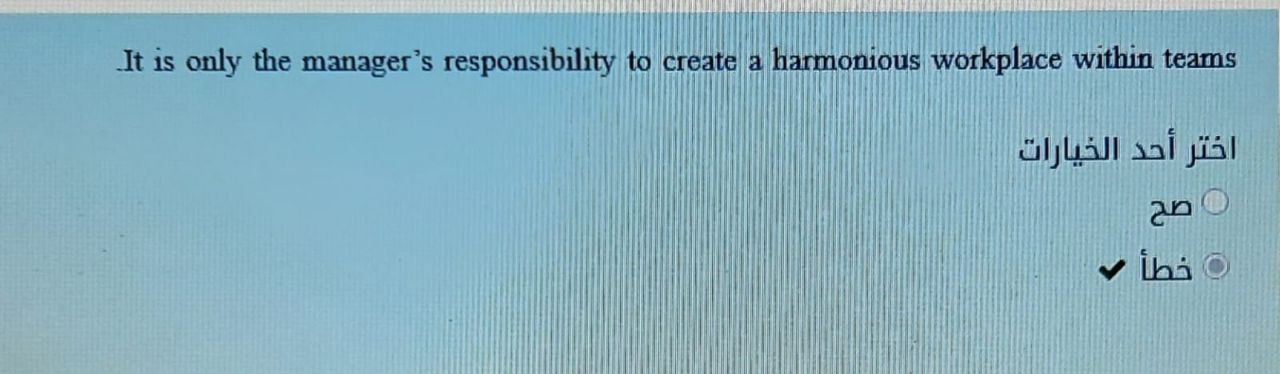 .It is only the manager's responsibility to create a harmonious workplace within teams
اختر أحد الخيارات
صح
خطأ ✔